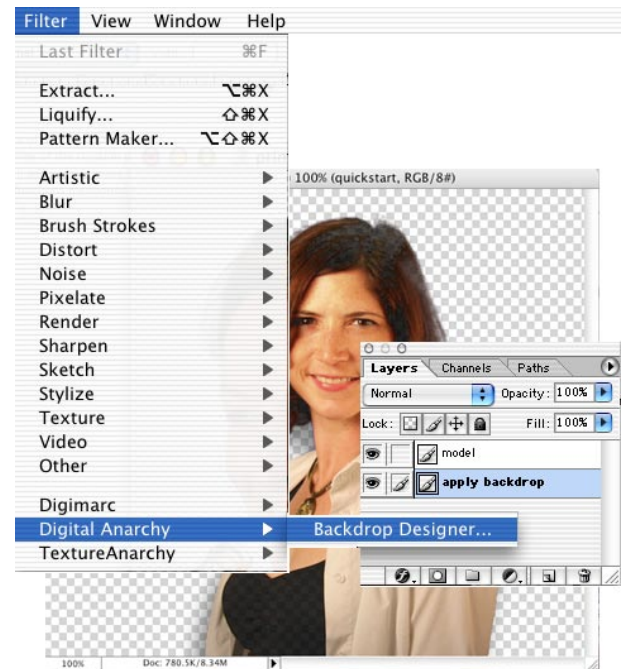 Filter View Window Help
Last Filter ⌘F
Extract... ⌥⌘X
Liquify... ⇧⌘X
Pattern Maker... ⌥⇧⌘X
Artistic
Blur
Brush Strokes
Distort
Noise
Pixelate
Render
Sharpen
Sketch
Stylize
Texture
Video
Other
Digimarc
Digital Anarchy
Backdrop Designer...
TextureAnarchy
100% (quickstart, RGB/8#)
Layers Channels Paths
Normal Opacity: 100%
Lock: Fill: 100%
model
apply backdrop
100% Doc: 780.5K/8.34M